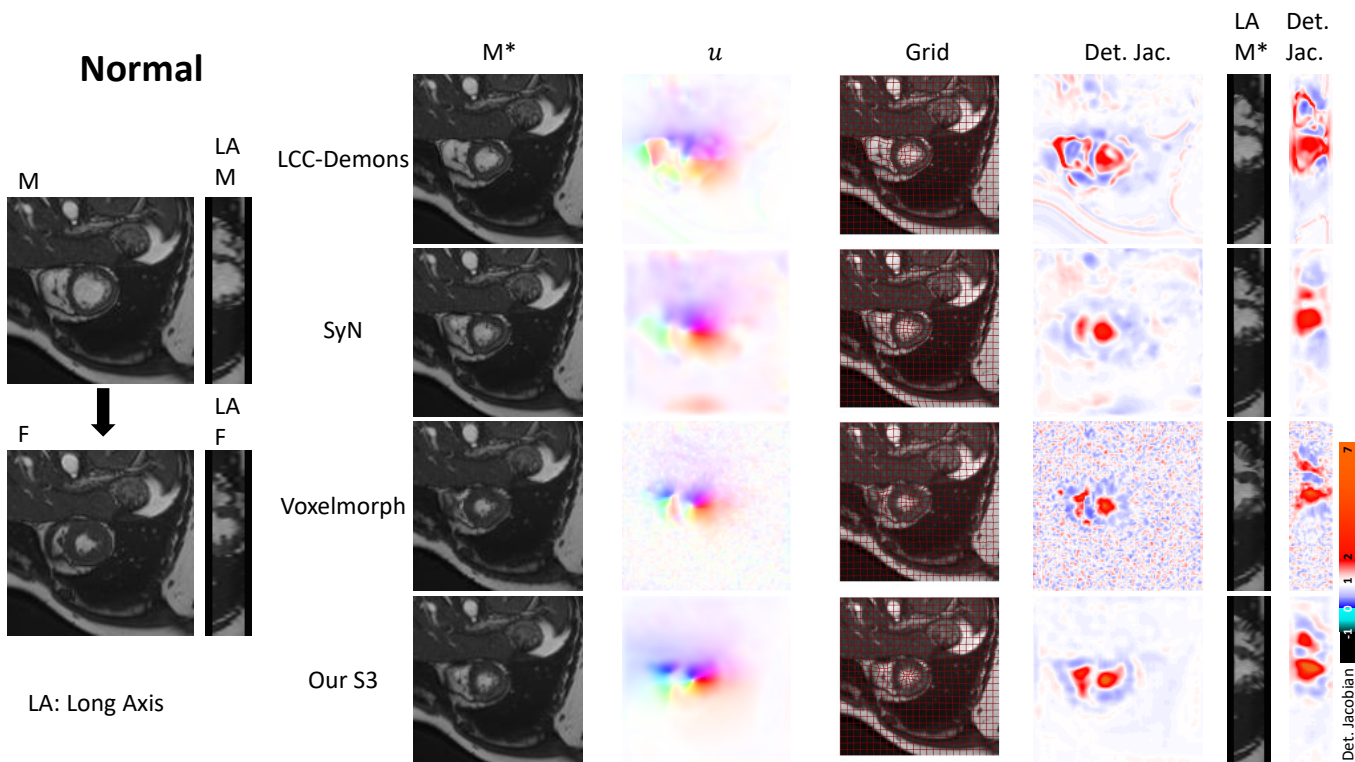 Normal
M
LA
M
F
LA
F
LA: Long Axis
M*
u
Grid
Det. Jac.
LA
M*
Det.
Jac.
LCC-Demons
SyN
Voxelmorph
Our S3
Det. Jacobian
-1 0 1 2 7